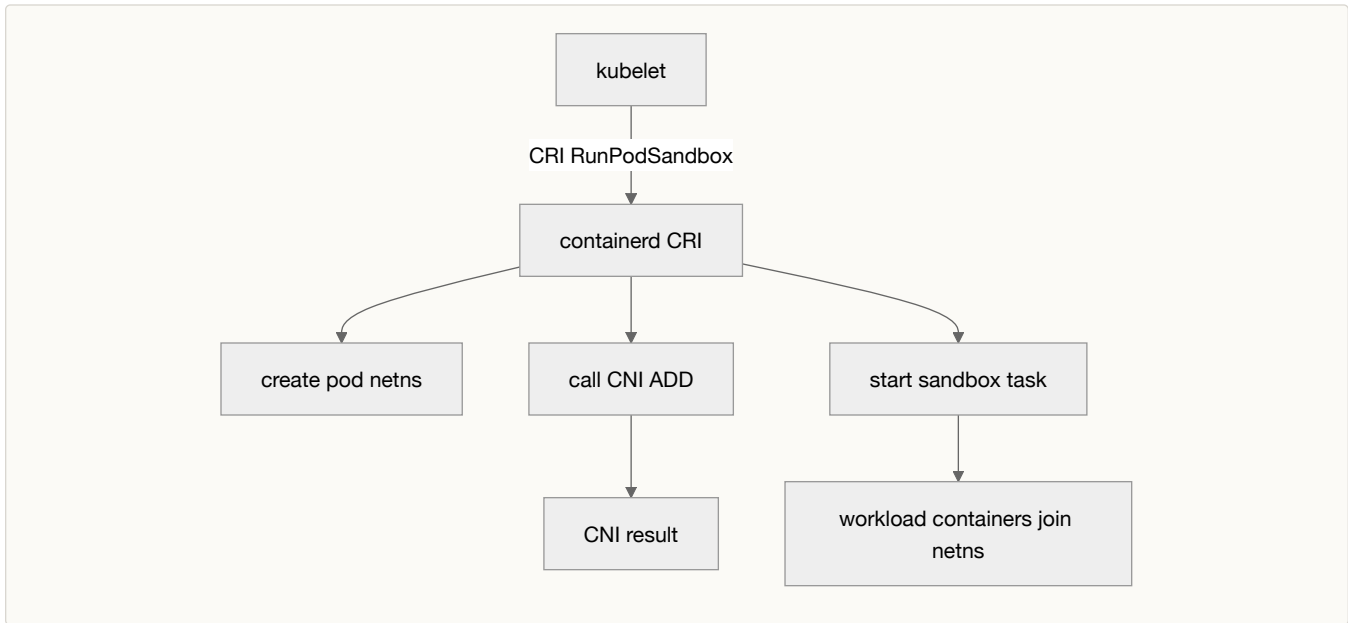 kubelet
CRI RunPodSandbox
containerd CRI
create pod netns
call CNI ADD
start sandbox task
CNI result
workload containers join
netns